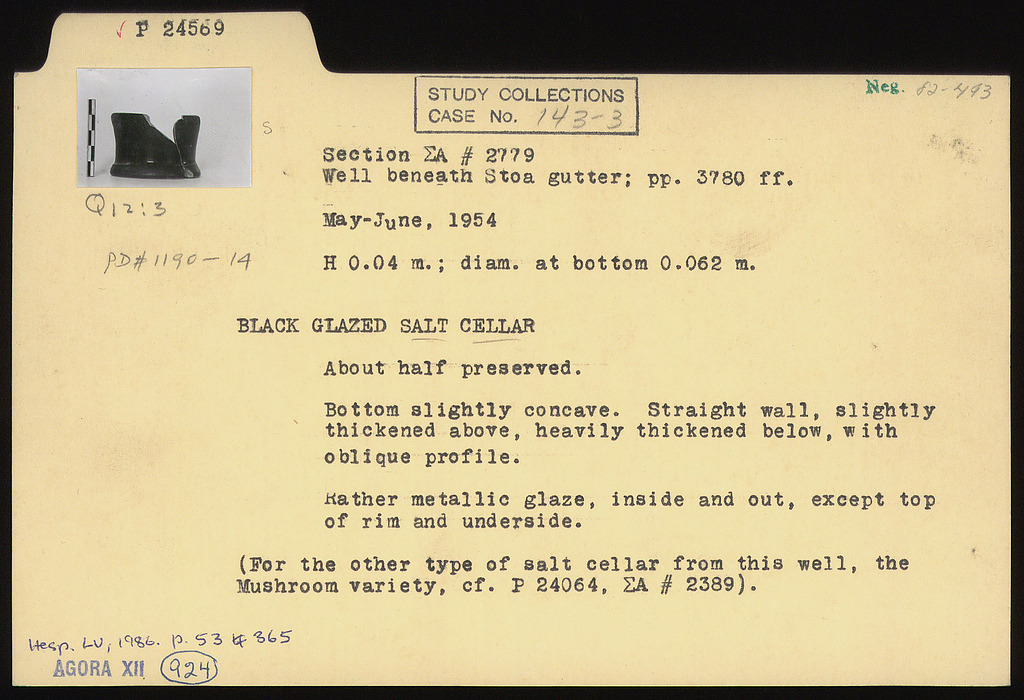 √ P 24569
Neg. 82-493
STUDY COLLECTIONS
CASE No. 143-3
S
Section ΣA # 2779
Well beneath Stoa gutter; pp. 3780 ff.
Q12:3
May-June, 1954
PD# 1190-14
H 0.04 m.; diam. at bottom 0.062 m.
BLACK GLAZED SALT CELLAR
About half preserved.
Bottom slightly concave. Straight wall, slightly
thickened above, heavily thickened below, with
oblique profile.
Rather metallic glaze, inside and out, except top
of rim and underside.
(For the other type of salt cellar from this well, the
Mushroom variety, cf. P 24064, ΣA # 2389).
Hesp. LV, 1986. p. 53 # 365
AGORA XII 924